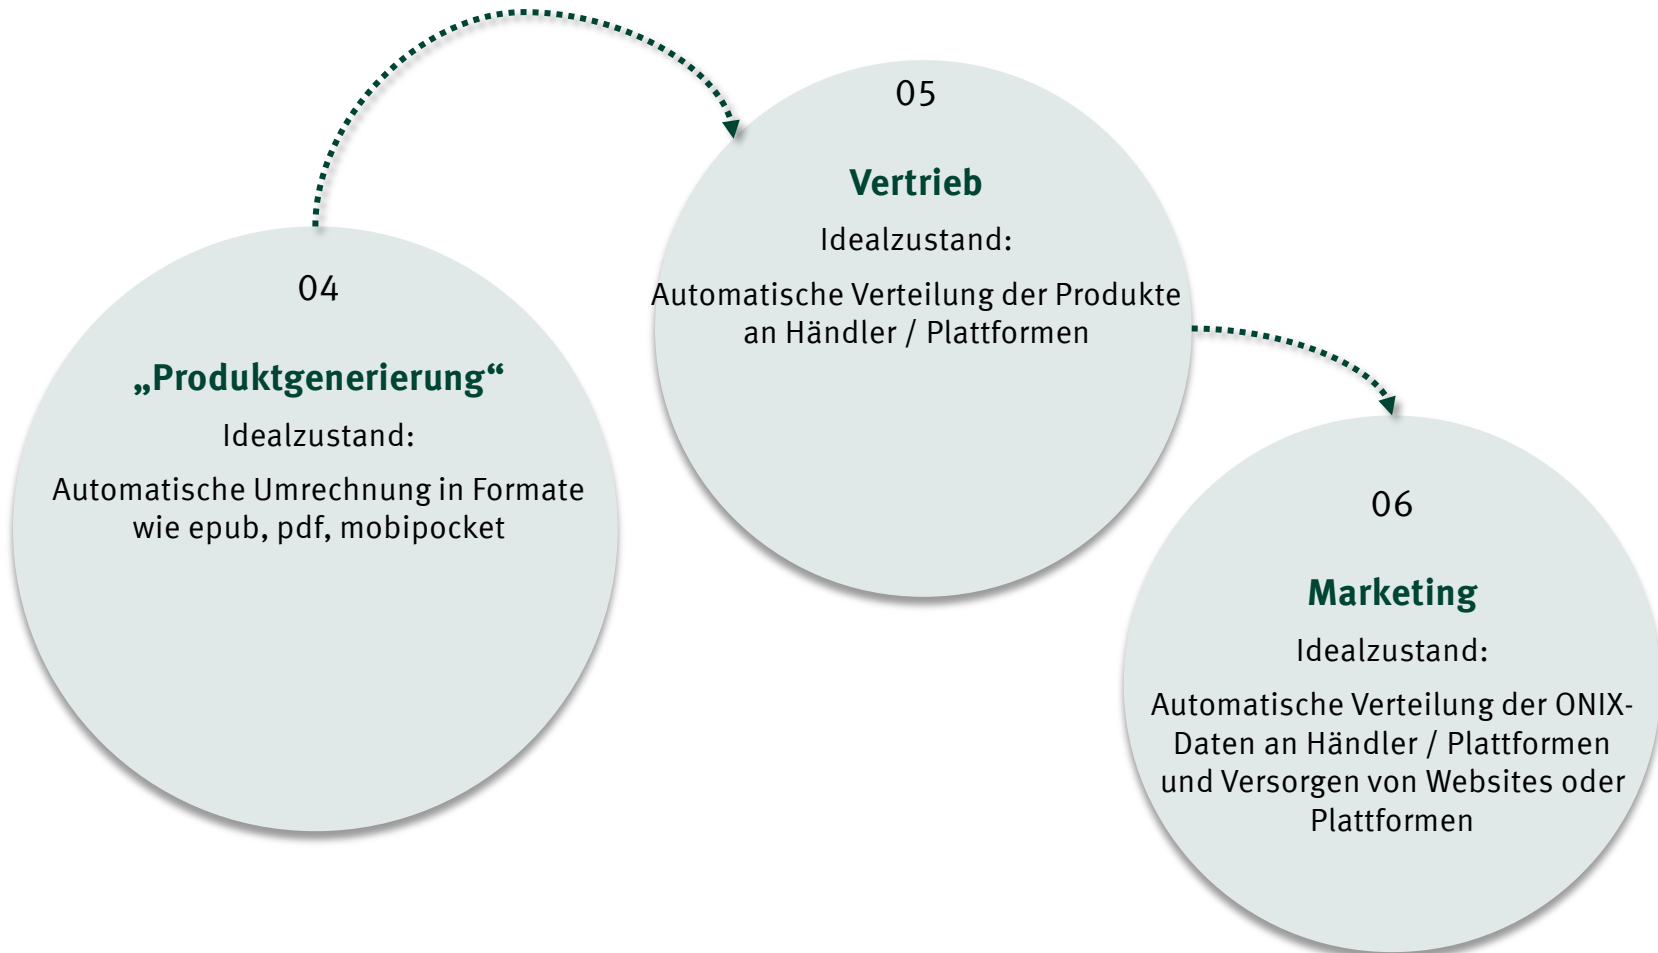 04
„Produktgenerierung“
Idealzustand:
Automatische Umrechnung in Formate
wie epub, pdf, mobipocket
05
Vertrieb
Idealzustand:
Automatische Verteilung der Produkte
an Händler / Plattformen
06
Marketing
Idealzustand:
Automatische Verteilung der ONIX-
Daten an Händler / Plattformen
und Versorgen von Websites oder
Plattformen